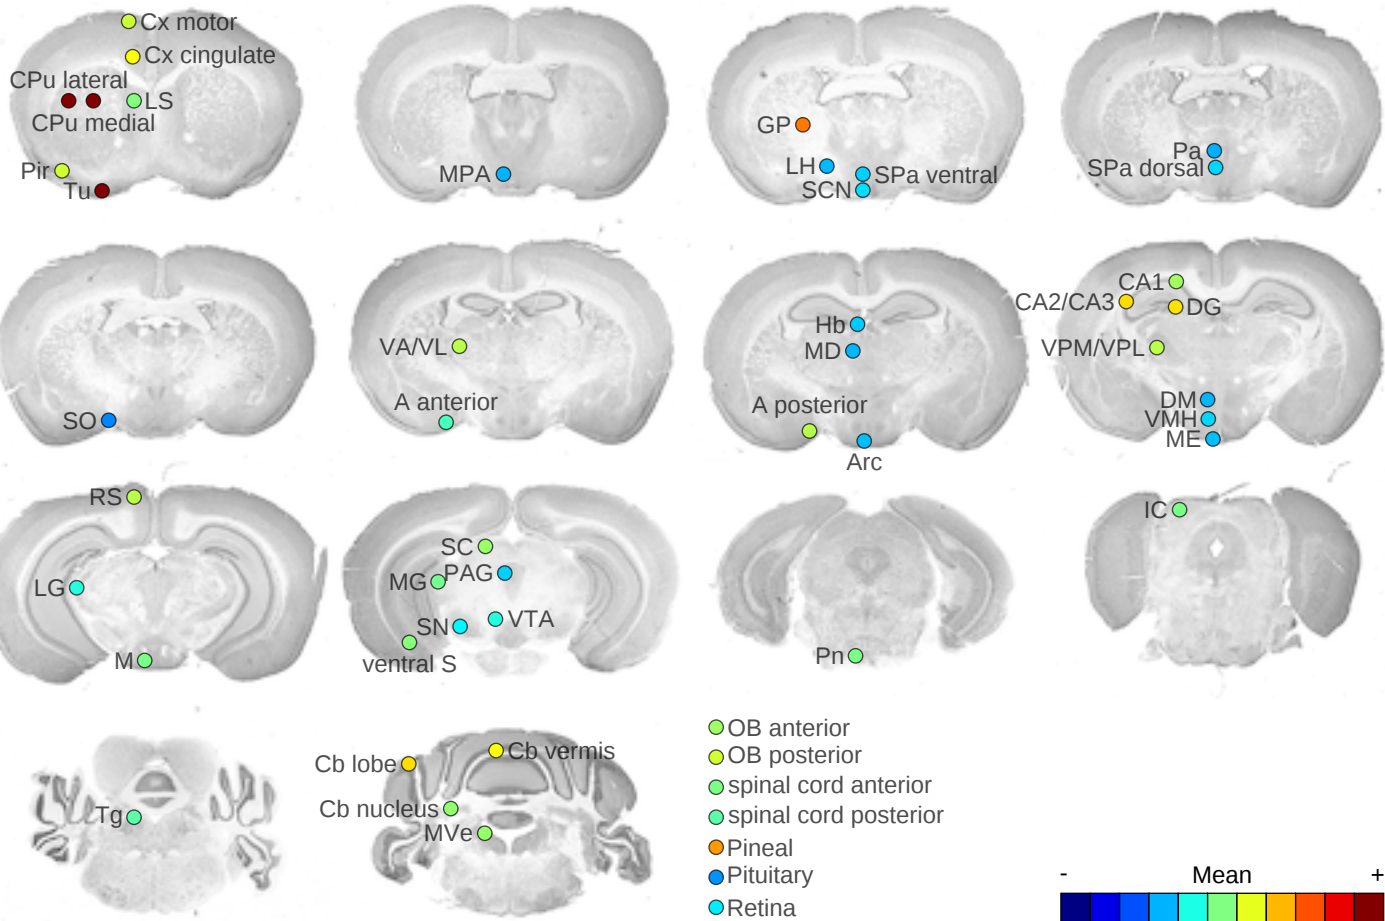 Cx motor
Cx cingulate
CPu lateral
LS
CPu medial
Pir
Tu
MPA
GP
LH
SPa ventral
SCN
Pa
SPa dorsal
SO
VA/VL
A anterior
Hb
MD
A posterior
Arc
CA1
CA2/CA3
DG
VPM/VPL
DM
VMH
ME
RS
LG
M
SC
MG
PAG
SN
VTA
ventral S
Pn
IC
Tg
Cb lobe
Cb vermis
Cb nucleus
MVe
OB anterior
OB posterior
spinal cord anterior
spinal cord posterior
Pineal
Pituitary
Retina
- Mean +